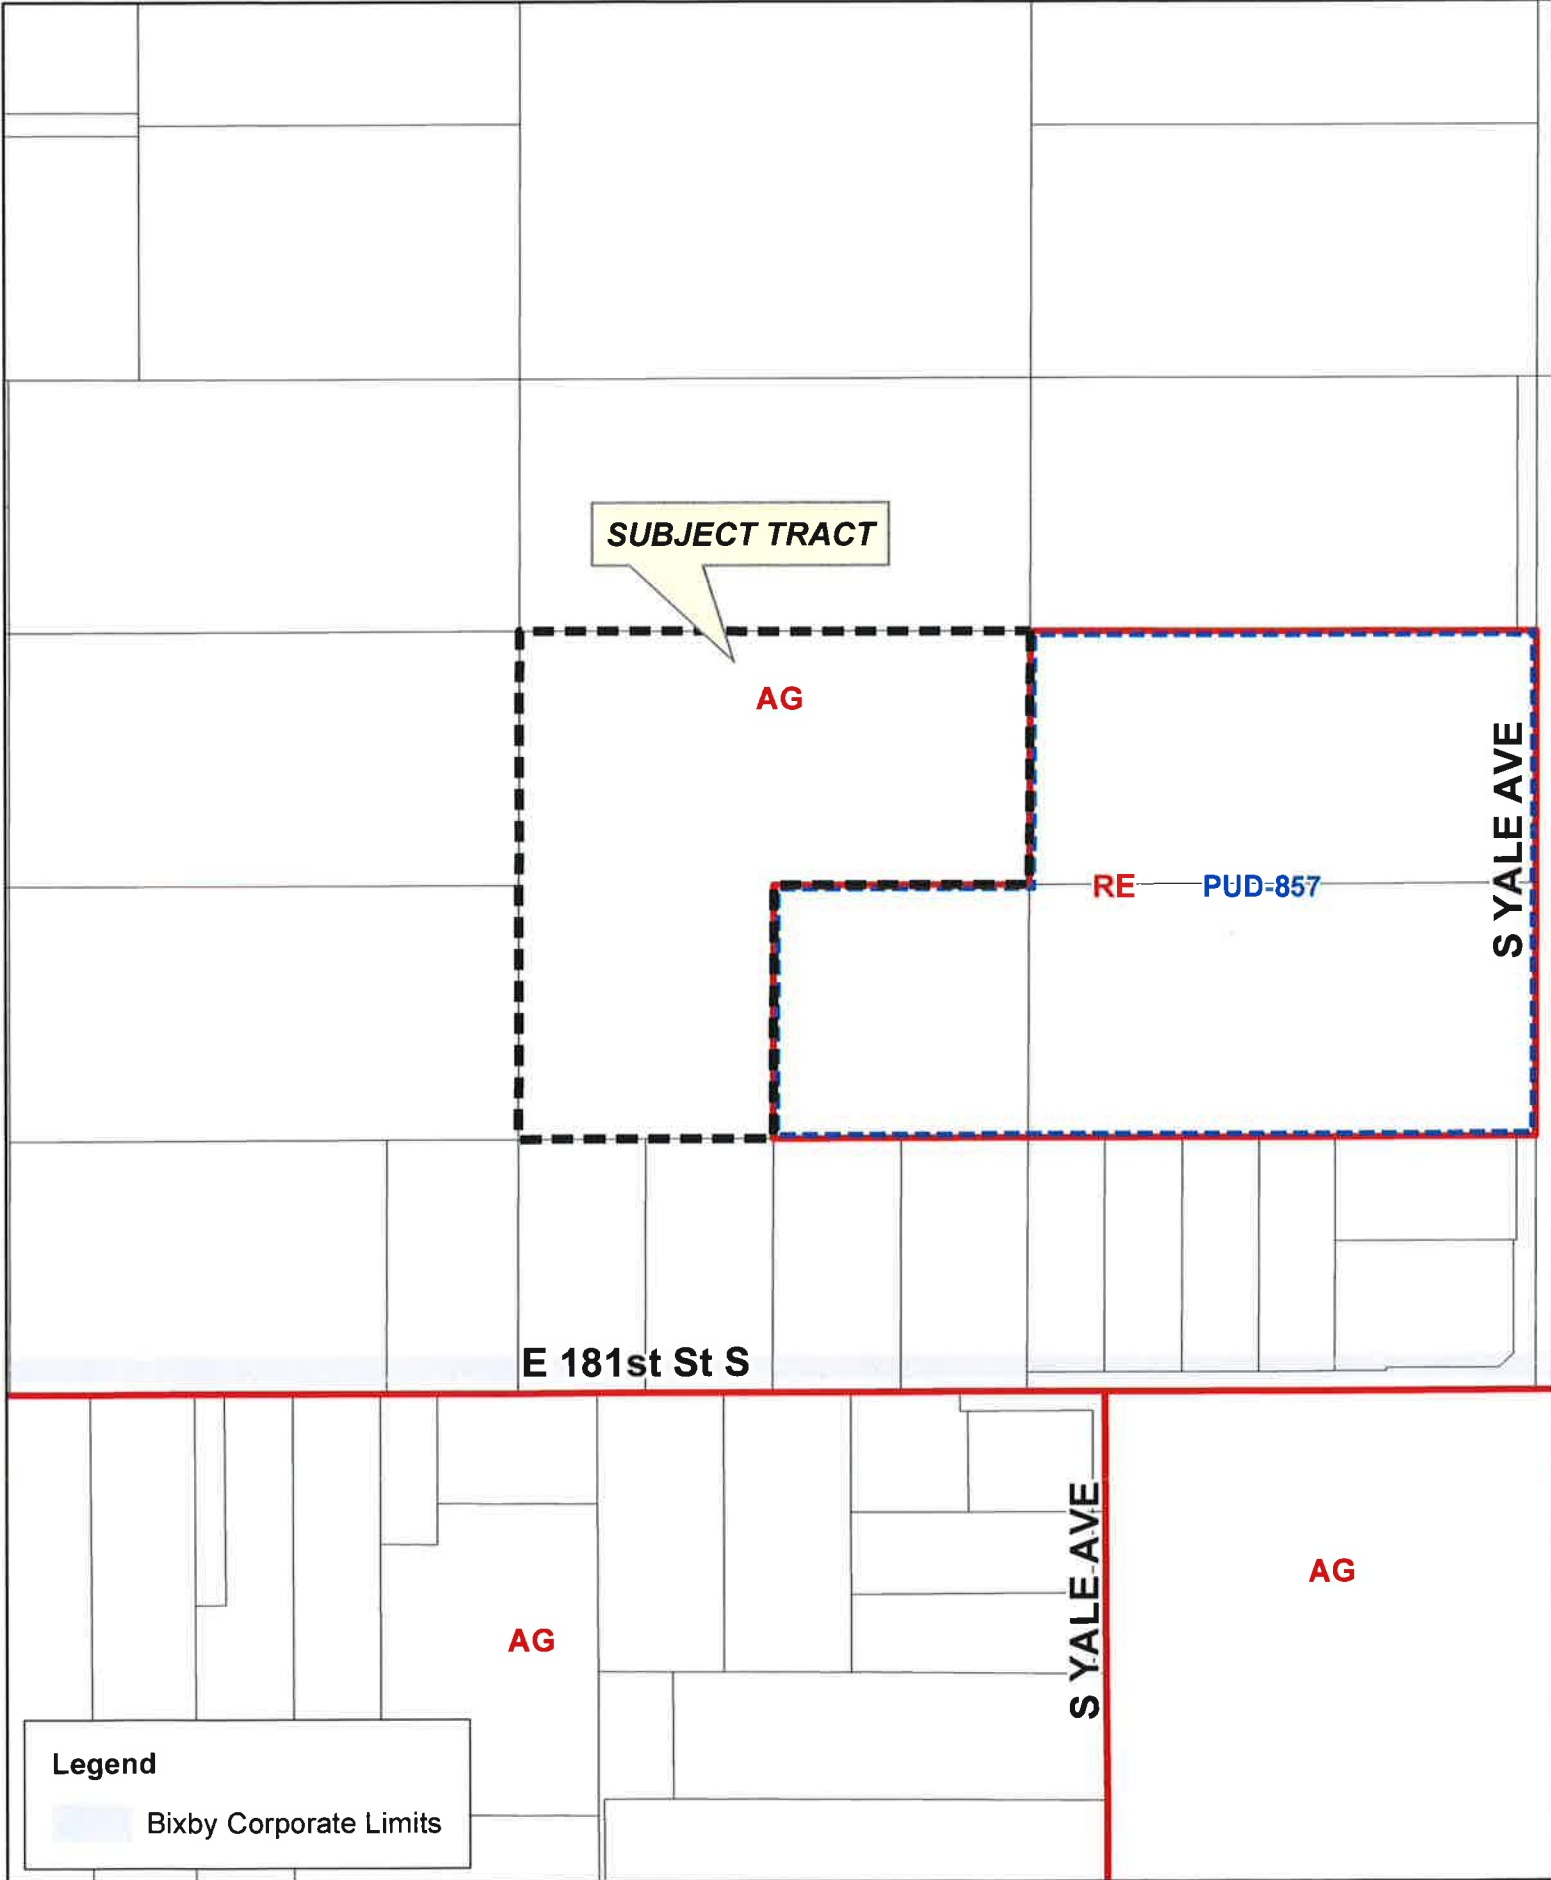 SUBJECT TRACT
AG
S YALE AVE
RE
PUD-857
E 181st St S
S YALE AVE
AG
AG
Legend
Bixby Corporate Limits